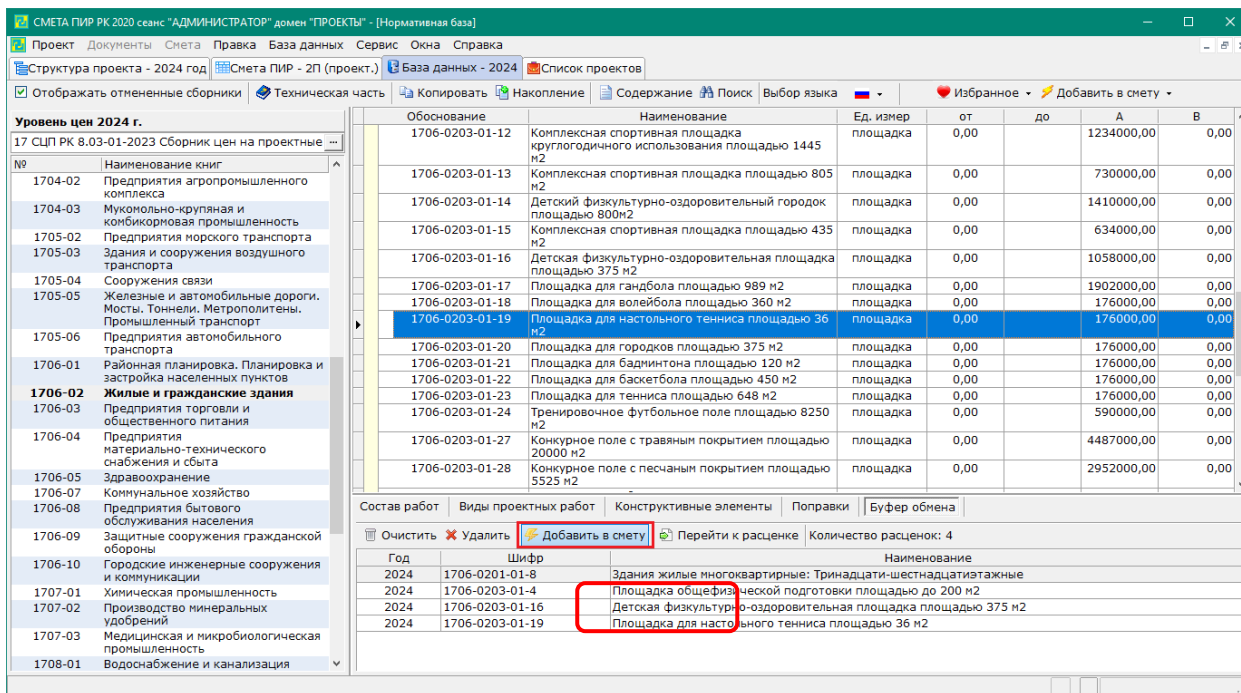 СМЕТА ПИР РК 2020 сеанс "АДМИНИСТРАТОР" домен "ПРОЕКТЫ" - [Нормативная база]
Проект Документы Смета Правка База данных Сервис Окна Справка
Структура проекта - 2024 год Смета ПИР - 2П (проект.) База данных - 2024 Список проектов
Отображать отмененные сборники Техническая часть Копировать Накопление Содержание Поиск Выбор языка Избранное Добавить в смету
Уровень цен 2024 г.
17 СЦП РК 8.03-01-2023 Сборник цен на проектные ...
№ Наименование книг
1704-02 Предприятия агропромышленного
комплекса
1704-03 Мукомольно-крупяная и
комбикормовая промышленность
1705-02 Предприятия морского транспорта
1705-03 Здания и сооружения воздушного
транспорта
1705-04 Сооружения связи
1705-05 Железные и автомобильные дороги.
Мосты. Тоннели. Метрополитены.
Промышленный транспорт
1705-06 Предприятия автомобильного
транспорта
1706-01 Районная планировка. Планировка и
застройка населенных пунктов
1706-02 Жилые и гражданские здания
1706-03 Предприятия торговли и
общественного питания
1706-04 Предприятия
материально-технического
снабжения и сбыта
1706-05 Здравоохранение
1706-07 Коммунальное хозяйство
1706-08 Предприятия бытового
обслуживания населения
1706-09 Защитные сооружения гражданской
обороны
1706-10 Городские инженерные сооружения
и коммуникации
1707-01 Химическая промышленность
1707-02 Производство минеральных
удобрений
1707-03 Медицинская и микробиологическая
промышленность
1708-01 Водоснабжение и канализация
Обоснование Наименование Ед. измер от до А В
1706-0203-01-12 Комплексная спортивная площадка площадка 0,00 1234000,00 0,00
круглогодичного использования площадью 1445
м2
1706-0203-01-13 Комплексная спортивная площадка площадью 805 площадка 0,00 730000,00 0,00
м2
1706-0203-01-14 Детский физкультурно-оздоровительный городок площадка 0,00 1410000,00 0,00
площадью 800м2
1706-0203-01-15 Комплексная спортивная площадка площадью 435 площадка 0,00 634000,00 0,00
м2
1706-0203-01-16 Детская физкультурно-оздоровительная площадка площадка 0,00 1058000,00 0,00
площадью 375 м2
1706-0203-01-17 Площадка для гандбола площадью 989 м2 площадка 0,00 1902000,00 0,00
1706-0203-01-18 Площадка для волейбола площадью 360 м2 площадка 0,00 176000,00 0,00
1706-0203-01-19 Площадка для настольного тенниса площадью 36 площадка 0,00 176000,00 0,00
м2
1706-0203-01-20 Площадка для городков площадью 375 м2 площадка 0,00 176000,00 0,00
1706-0203-01-21 Площадка для бадминтона площадью 120 м2 площадка 0,00 176000,00 0,00
1706-0203-01-22 Площадка для баскетбола площадью 450 м2 площадка 0,00 176000,00 0,00
1706-0203-01-23 Площадка для тенниса площадью 648 м2 площадка 0,00 176000,00 0,00
1706-0203-01-24 Тренировочное футбольное поле площадью 8250 площадка 0,00 590000,00 0,00
м2
1706-0203-01-27 Конкурное поле с травяным покрытием площадью площадка 0,00 4487000,00 0,00
20000 м2
1706-0203-01-28 Конкурное поле с песчаным покрытием площадью площадка 0,00 2952000,00 0,00
5525 м2
Состав работ Виды проектных работ Конструктивные элементы Поправки Буфер обмена
Очистить Удалить Добавить в смету Перейти к расценке Количество расценок: 4
Год Шифр Наименование
2024 1706-0201-01-8 Здания жилые многоквартирные: Тринадцати-шестнадцатиэтажные
2024 1706-0203-01-4 Площадка общефизической подготовки площадью до 200 м2
2024 1706-0203-01-16 Детская физкультурно-оздоровительная площадка площадью 375 м2
2024 1706-0203-01-19 Площадка для настольного тенниса площадью 36 м2